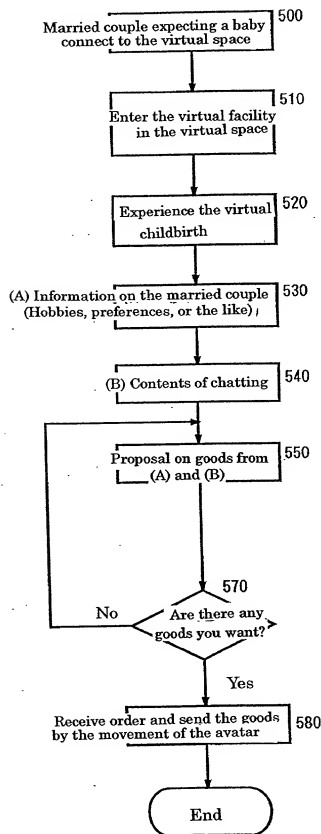 500
Married couple expecting a baby
connect to the virtual space
510
Enter the virtual facility
in the virtual space
520
Experience the virtual
childbirth
530
(A) Information on the married couple
(Hobbies, preferences, or the like)
540
(B) Contents of chatting
550
Proposal on goods from
(A) and (B)
570
Are there any
goods you want?
No
Yes
580
Receive order and send the goods
by the movement of the avatar
End